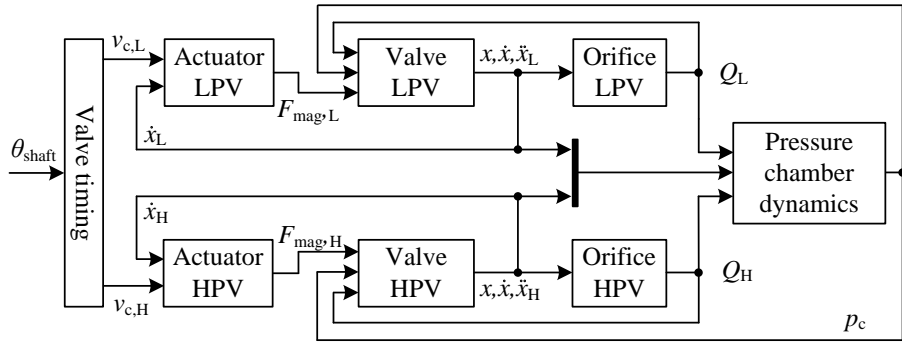 v_c,L
Actuator
LPV
Valve
LPV
x,ẋ,ẍ_L
Orifice
LPV
Q_L
F_mag,L
ẋ_L
θ_shaft
Valve timing
Pressure
chamber
dynamics
ẋ_H
F_mag,H
Actuator
HPV
Valve
HPV
x,ẋ,ẍ_H
Orifice
HPV
Q_H
v_c,H
p_c